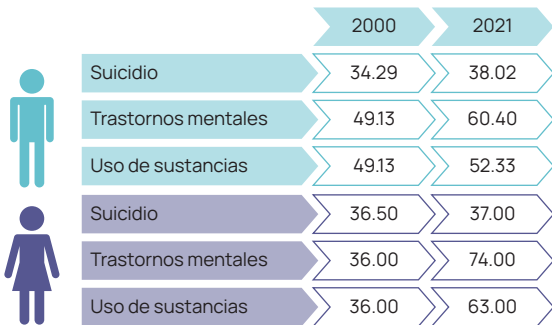 2000 2021
Suicidio 34.29 38.02
Trastornos mentales 49.13 60.40
Uso de sustancias 49.13 52.33
Suicidio 36.50 37.00
Trastornos mentales 36.00 74.00
Uso de sustancias 36.00 63.00